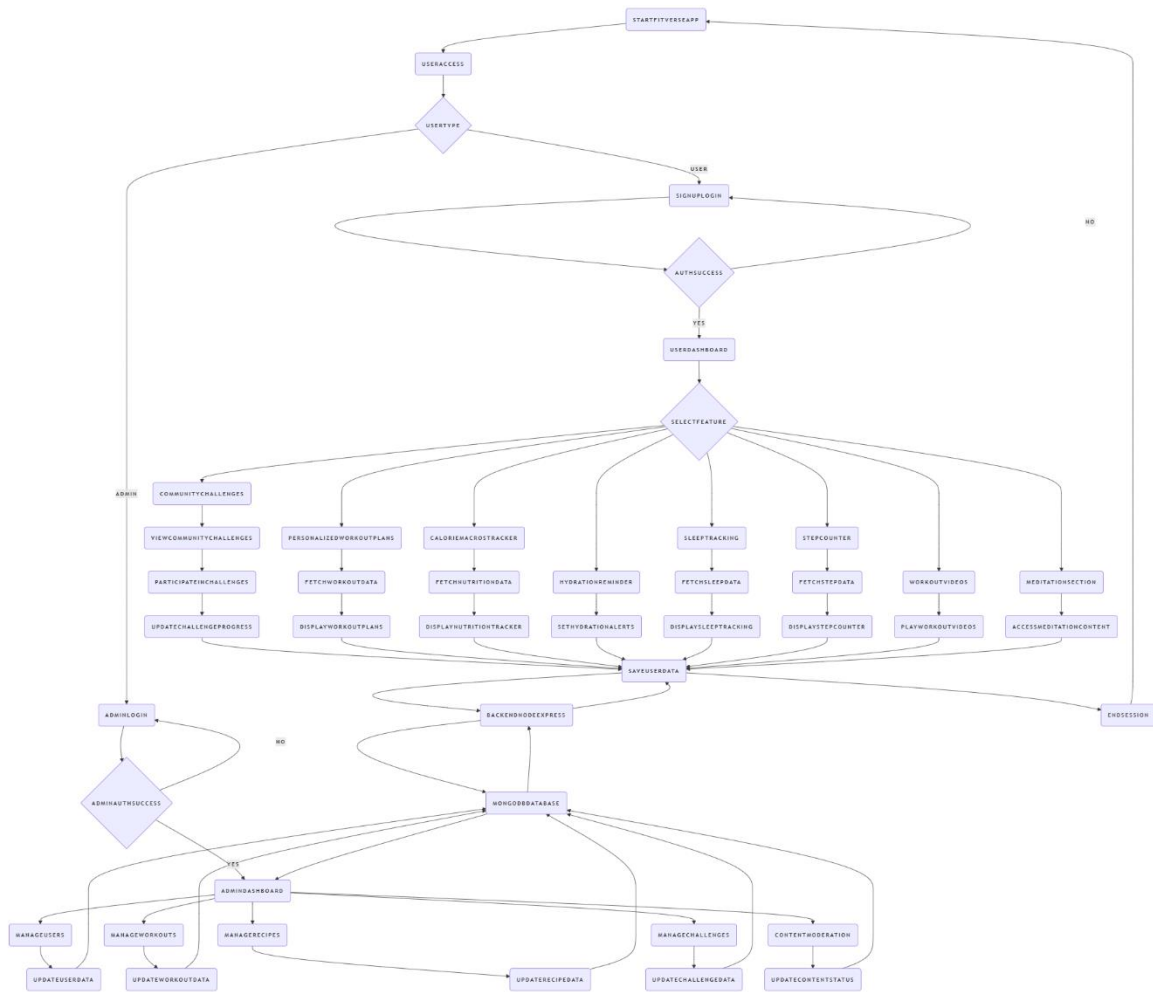 STARTFITVERSEAPP
USERACCESS
USERTYPE
USER
SIGNUPLOGIN
NO
AUTHSUCCESS
YES
USERDASHBOARD
SELECTFEATURE
ADMIN
COMMUNITYCHALLENGES
VIEWCOMMUNITYCHALLENGES
PERSONALIZEDWORKOUTPLANS
CALORIEMACROSTRACKER
SLEEPTRACKING
STEPCOUNTER
PARTICIPATEINCHALLENGES
FETCHWORKOUTDATA
FETCHNUTRITIONDATA
HYDRATIONREMINDER
FETCHSLEEPDATA
FETCHSTEPDATA
WORKOUTVIDEOS
MEDITATIONSECTION
UPDATECHALLENGEPROGRESS
DISPLAYWORKOUTPLANS
DISPLAYNUTRITIONTRACKER
SETHYDRATIONALERTS
DISPLAYSLEEPTRACKING
DISPLAYSTEPCOUNTER
PLAYWORKOUTVIDEOS
ACCESSMEDITATIONCONTENT
SAVEUSERDATA
ADMINLOGIN
BACKENDNODEEXPRESS
ENDSESSION
NO
ADMINAUTHSUCCESS
MONGODBDATABASE
YES
ADMINDASHBOARD
MANAGEUSERS
MANAGEWORKOUTS
MANAGERECIPES
MANAGECHALLENGES
CONTENTMODERATION
UPDATEUSERDATA
UPDATEWORKOUTDATA
UPDATERECIPEDATA
UPDATECHALLENGEDATA
UPDATECONTENTSTATUS